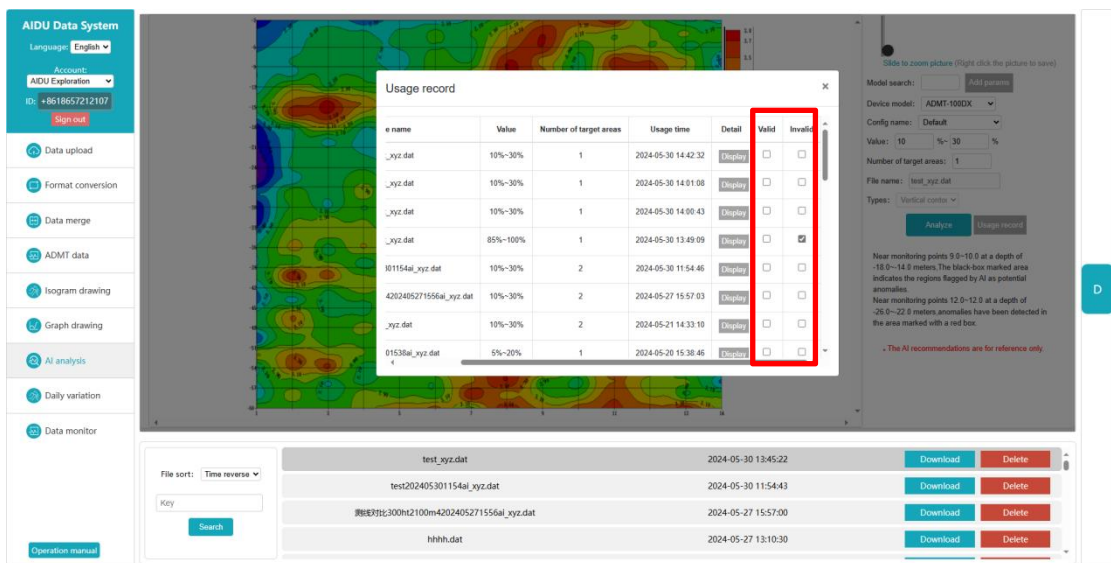 AIDU Data System
Language: English
Account:
AIDU Exploration
ID: +8618657212107
Sign out
Data upload
Format conversion
Data merge
ADMT data
Isogram drawing
Graph drawing
AI analysis
Daily variation
Data monitor
Operation manual
Usage record ×
e name Value Number of target areas Usage time Detail Valid Invalid
_xyz.dat 10%~30% 1 2024-05-30 14:42:32 Display
_xyz.dat 10%~30% 1 2024-05-30 14:01:08 Display
_xyz.dat 10%~30% 1 2024-05-30 14:00:43 Display
_xyz.dat 85%~100% 1 2024-05-30 13:49:09 Display
301154ai_xyz.dat 10%~30% 2 2024-05-30 11:54:46 Display
4202405271556ai_xyz.dat 10%~30% 2 2024-05-27 15:57:03 Display
_xyz.dat 10%~30% 2 2024-05-21 14:33:10 Display
01538ai_xyz.dat 5%~20% 1 2024-05-20 15:38:46 Display
Slide to zoom picture (Right click the picture to save)
Model search: Add params
Device model: ADMT-100DX
Config name: Default
Value: 10 %~ 30 %
Number of target areas: 1
File name: test_xyz.dat
Types: Vertical contou
Analyze Usage record
Near monitoring points 9.0~10.0 at a depth of
-18.0~-14.0 meters.The black-box marked area
indicates the regions flagged by AI as potential
anomalies.
Near monitoring points 12.0~12.0 at a depth of
-26.0~-22.0 meters,anomalies have been detected in
the area marked with a red box.
The AI recommendations are for reference only.
D
File sort: Time reverse
Key
Search
test_xyz.dat 2024-05-30 13:45:22 Download Delete
test202405301154ai_xyz.dat 2024-05-30 11:54:43 Download Delete
测线对比300ht2100m4202405271556ai_xyz.dat 2024-05-27 15:57:00 Download Delete
hhhh.dat 2024-05-27 13:10:30 Download Delete